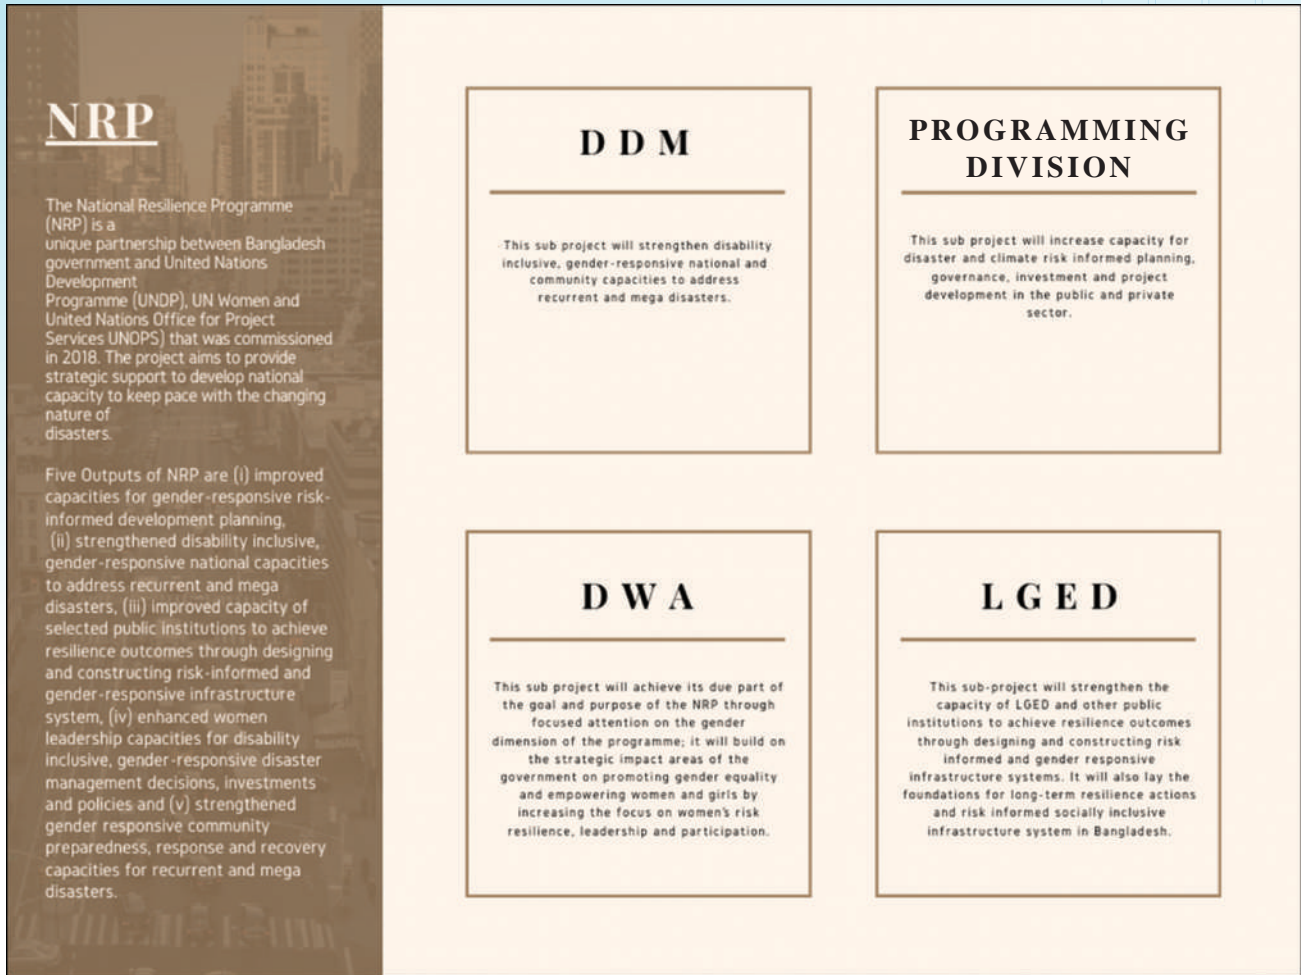 NRP
The National Resilience Programme
(NRP) is a
unique partnership between Bangladesh
government and United Nations
Development
Programme (UNDP), UN Women and
United Nations Office for Project
Services UNOPS) that was commissioned
in 2018. The project aims to provide
strategic support to develop national
capacity to keep pace with the changing
nature of
disasters.
Five Outputs of NRP are (i) improved
capacities for gender-responsive risk-
informed development planning,
(ii) strengthened disability inclusive,
gender-responsive national capacities
to address recurrent and mega
disasters, (iii) improved capacity of
selected public institutions to achieve
resilience outcomes through designing
and constructing risk-informed and
gender-responsive infrastructure
system, (iv) enhanced women
leadership capacities for disability
inclusive, gender-responsive disaster
management decisions, investments
and policies and (v) strengthened
gender responsive community
preparedness, response and recovery
capacities for recurrent and mega
disasters.
DDM
This sub project will strengthen disability
inclusive, gender-responsive national and
community capacities to address
recurrent and mega disasters.
PROGRAMMING
DIVISION
This sub project will increase capacity for
disaster and climate risk informed planning,
governance, investment and project
development in the public and private
sector.
DWA
This sub project will achieve its due part of
the goal and purpose of the NRP through
focused attention on the gender
dimension of the programme; it will build on
the strategic impact areas of the
government on promoting gender equality
and empowering women and girls by
increasing the focus on women's risk
resilience, leadership and participation.
LGED
This sub-project will strengthen the
capacity of LGED and other public
institutions to achieve resilience outcomes
through designing and constructing risk
informed and gender responsive
infrastructure systems. It will also lay the
foundations for long-term resilience actions
and risk informed socially inclusive
infrastructure system in Bangladesh.